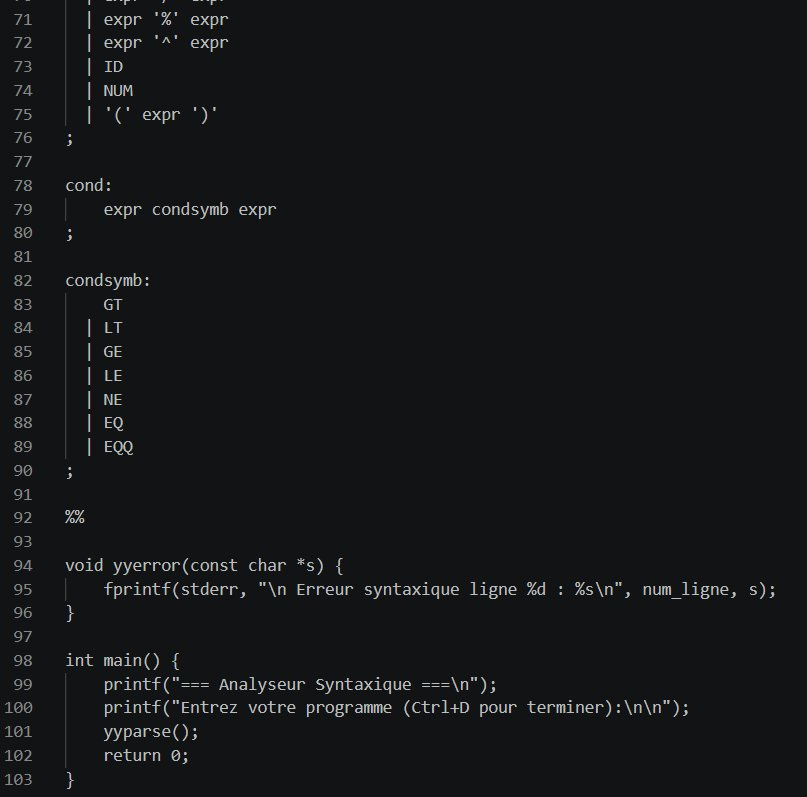 71 | expr '%' expr
72 | expr '^' expr
73 | ID
74 | NUM
75 | '(' expr ')'
76 ;
77
78 cond:
79 expr condsymb expr
80 ;
81
82 condsymb:
83 GT
84 | LT
85 | GE
86 | LE
87 | NE
88 | EQ
89 | EQQ
90 ;
91
92 %%
93
94 void yyerror(const char *s) {
95 fprintf(stderr, "\n Erreur syntaxique ligne %d : %s\n", num_ligne, s);
96 }
97
98 int main() {
99 printf("=== Analyseur Syntaxique ===\n");
100 printf("Entrez votre programme (Ctrl+D pour terminer):\n\n");
101 yyparse();
102 return 0;
103 }